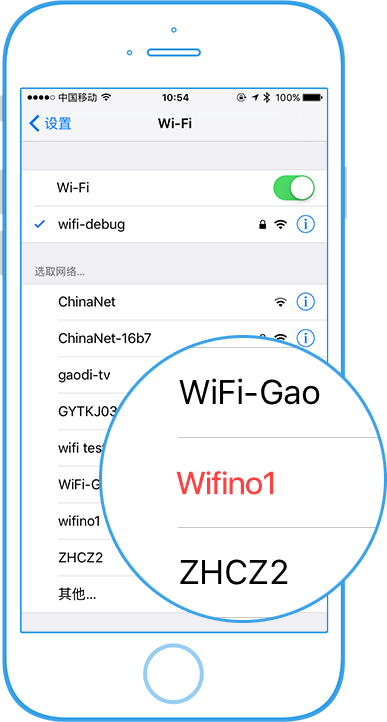 中国移动 10:54 100%
设置 Wi-Fi
Wi-Fi
wifi-debug
选取网络...
ChinaNet
ChinaNet-16b7
gaodi-tv
GYTKJ03
wifi tes
WiFi-G
wifino1
ZHCZ2
其他...
WiFi-Gao
Wifino1
ZHCZ2